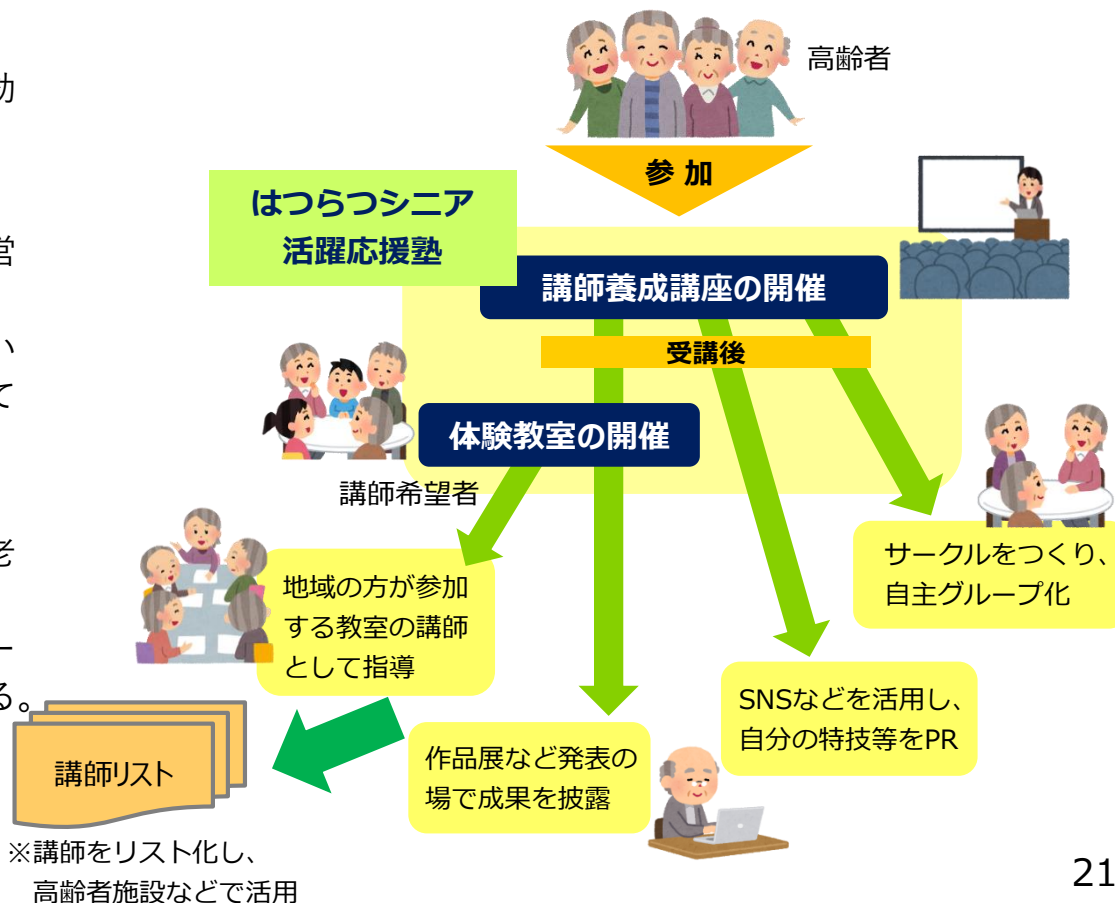 高齢者
参 加
はつらつシニア
活躍応援塾
講師養成講座の開催
受講後
体験教室の開催
講師希望者
地域の方が参加
する教室の講師
として指導
サークルをつくり、
自主グループ化
SNSなどを活用し、
自分の特技等をPR
作品展など発表の
場で成果を披露
講師リスト
※講師をリスト化し、
高齢者施設などで活用
営
い
て
老
ー
る。
21